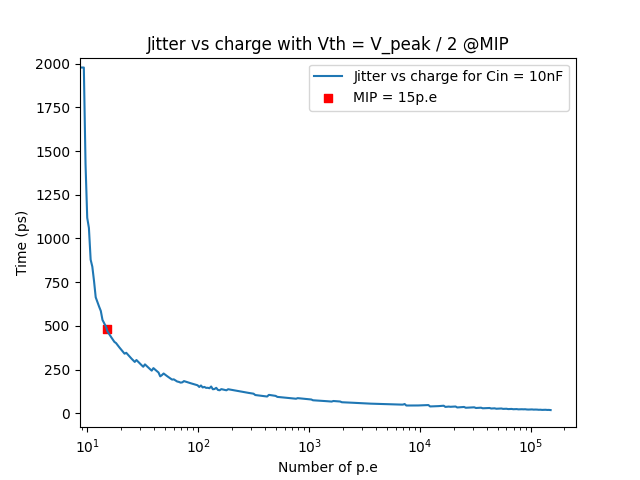 Jitter vs charge with Vth = V_peak / 2 @MIP
Jitter vs charge for Cin = 10nF
MIP = 15p.e
2000
1750
1500
1250
1000
750
500
250
0
Time (ps)
10¹ 10² 10³ 10⁴ 10⁵
Number of p.e